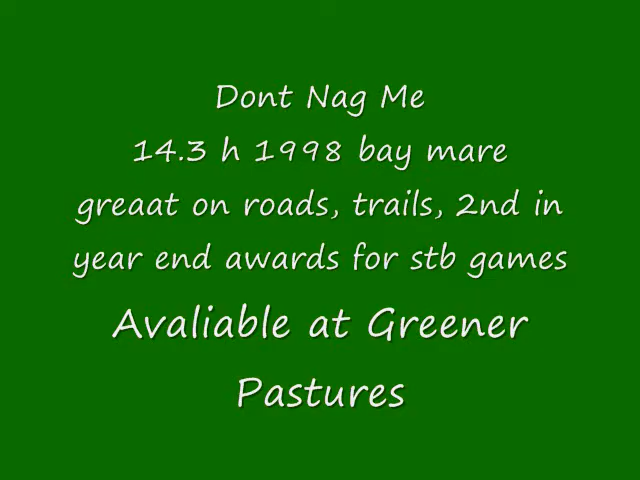 Dont Nag Me
14.3 h 1998 bay mare
greaat on roads, trails, 2nd in
year end awards for stb games
Avaliable at Greener
Pastures